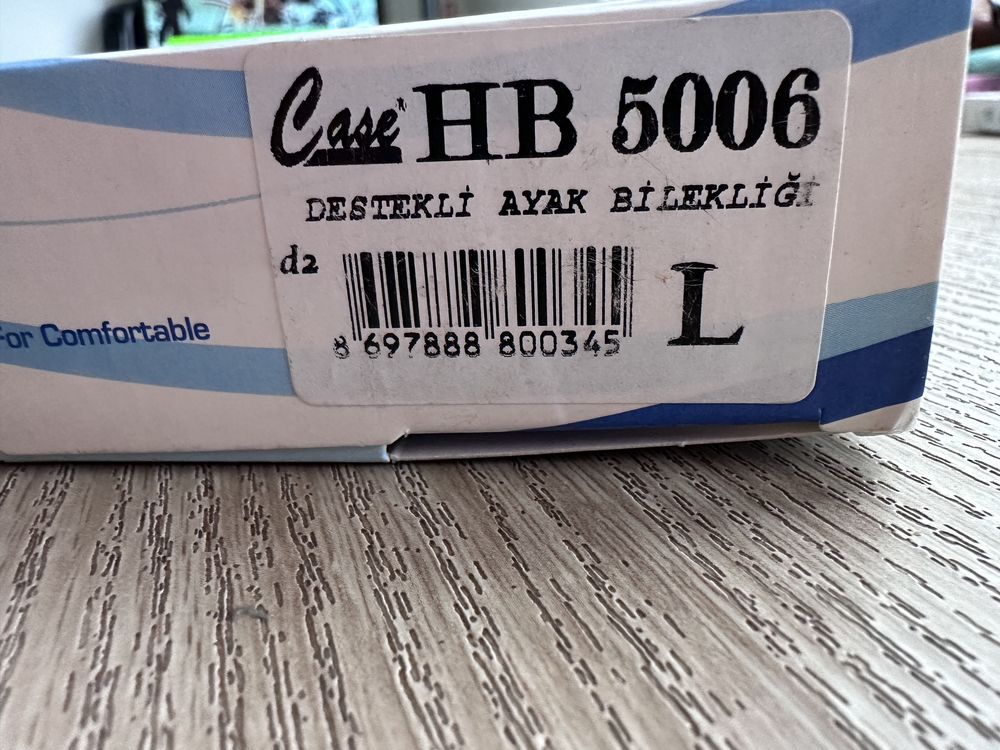 Case HB 5006
DESTEKLİ AYAK BİLEKLİĞİ
d2
8 697888 800345
L
For Comfortable